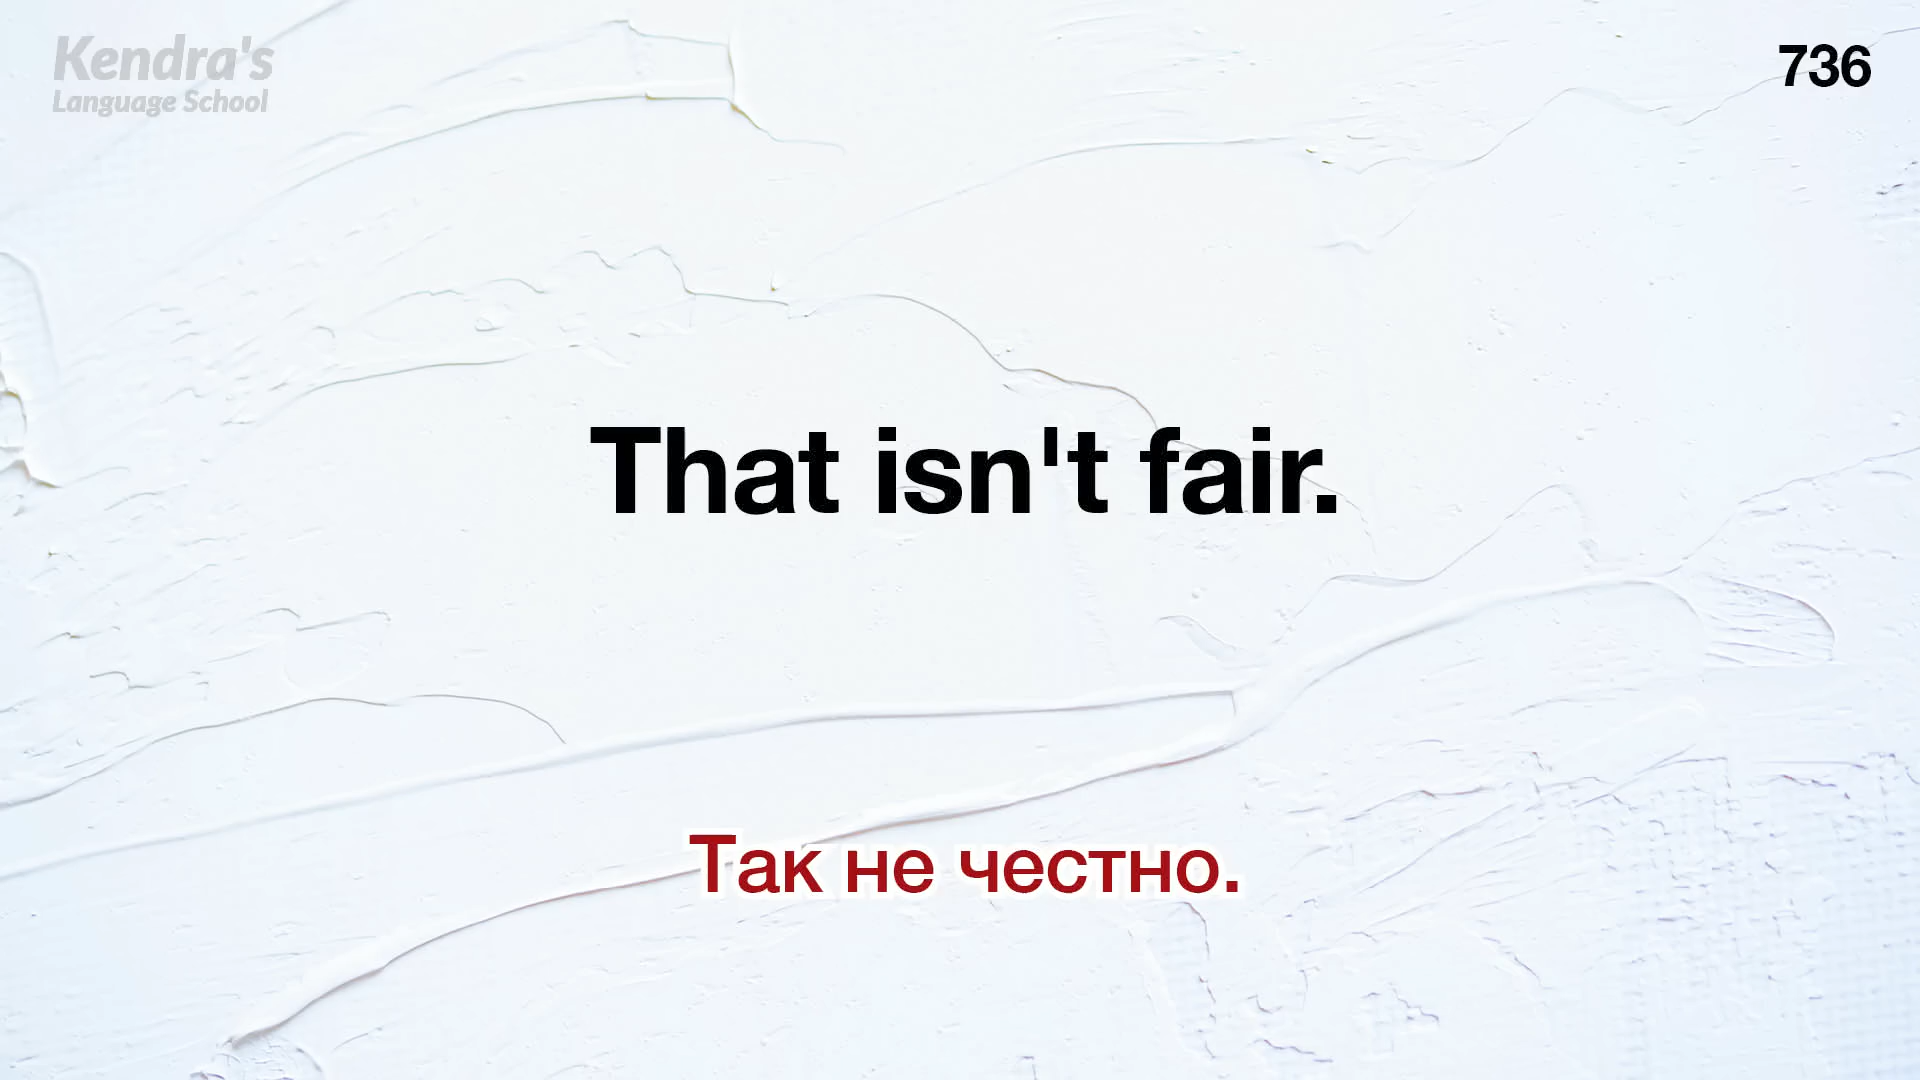 Kendra's
Language School
736
That isn't fair.
Так не честно.